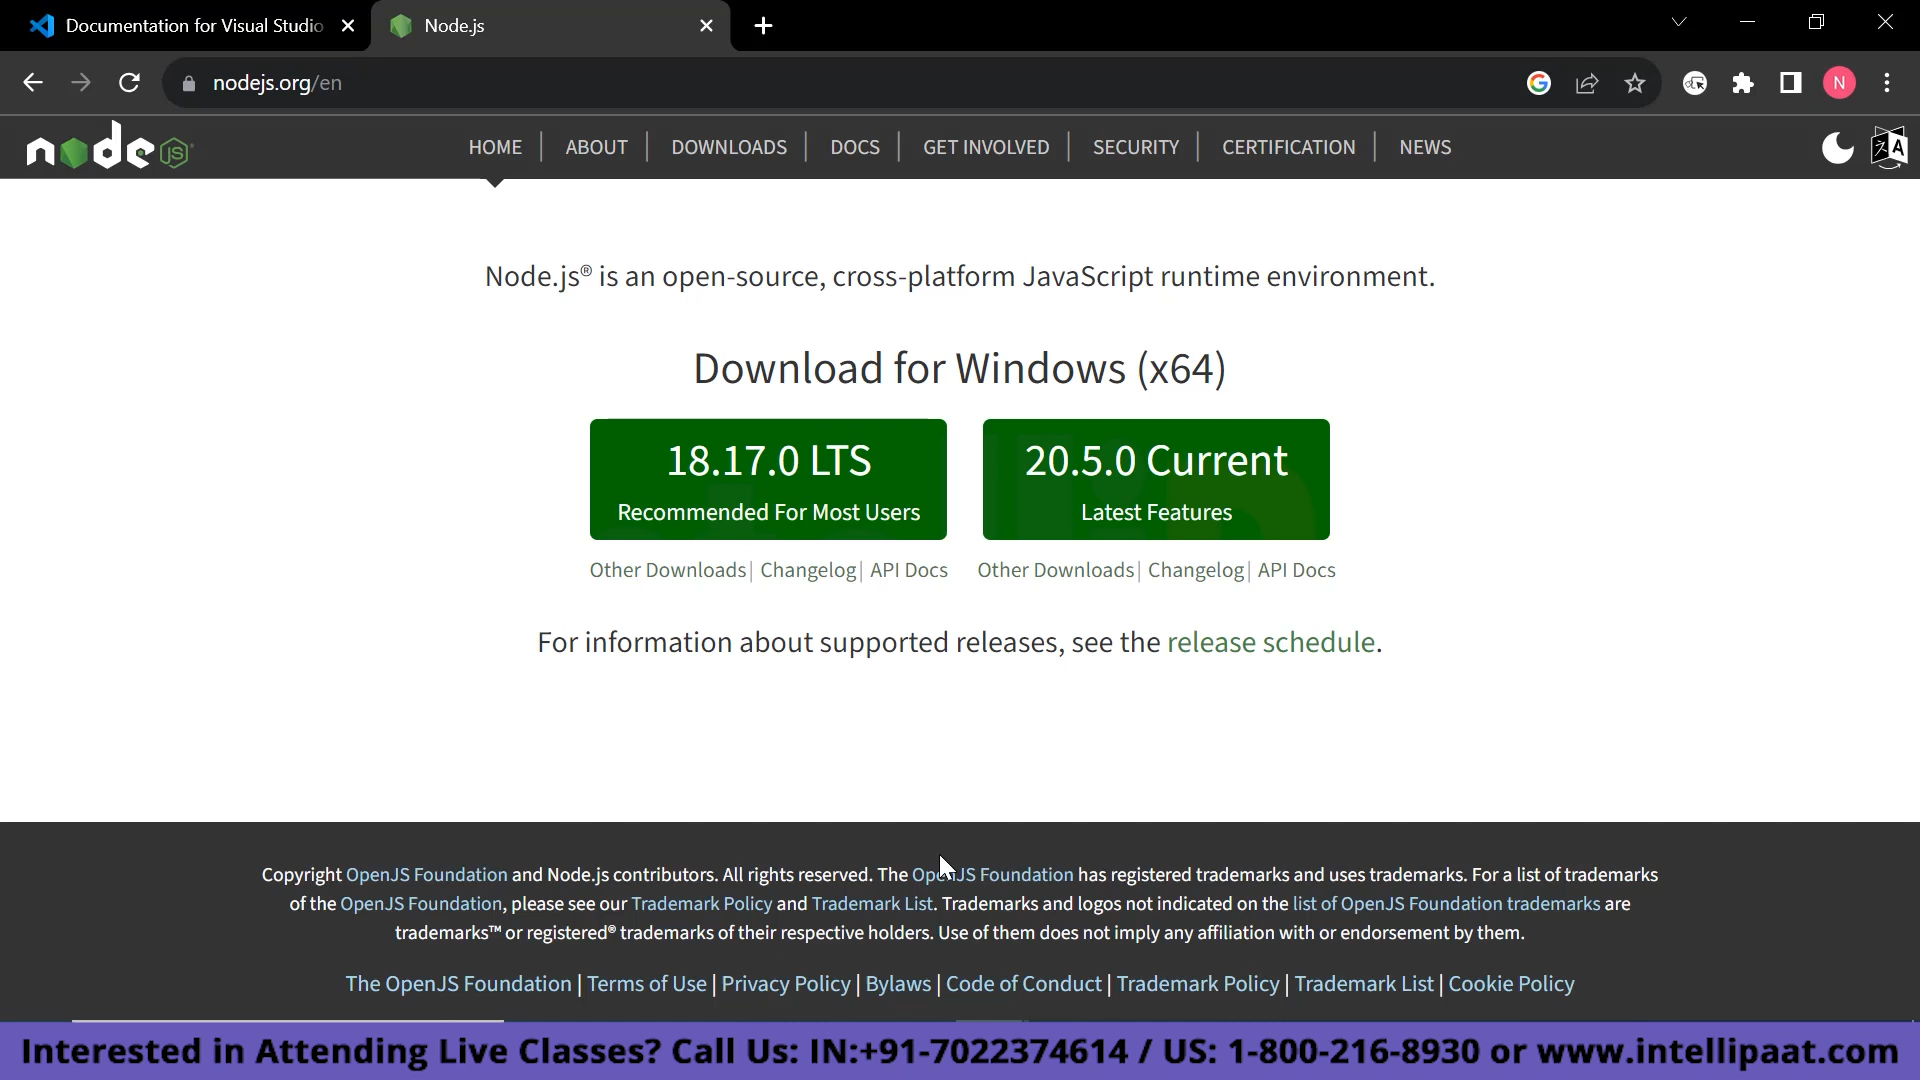 Documentation for Visual Studio
Node.js
nodejs.org/en
N
node JS
HOME
ABOUT
DOWNLOADS
DOCS
GET INVOLVED
SECURITY
CERTIFICATION
NEWS
Node.js® is an open-source, cross-platform JavaScript runtime environment.
Download for Windows (x64)
18.17.0 LTS
Recommended For Most Users
20.5.0 Current
Latest Features
Other Downloads| Changelog| API Docs
Other Downloads| Changelog| API Docs
For information about supported releases, see the release schedule.
Copyright OpenJS Foundation and Node.js contributors. All rights reserved. The OpenJS Foundation has registered trademarks and uses trademarks. For a list of trademarks
of the OpenJS Foundation, please see our Trademark Policy and Trademark List. Trademarks and logos not indicated on the list of OpenJS Foundation trademarks are
trademarks™ or registered® trademarks of their respective holders. Use of them does not imply any affiliation with or endorsement by them.
The OpenJS Foundation | Terms of Use | Privacy Policy | Bylaws | Code of Conduct | Trademark Policy | Trademark List | Cookie Policy
Interested in Attending Live Classes? Call Us: IN:+91-7022374614 / US: 1-800-216-8930 or www.intellipaat.com